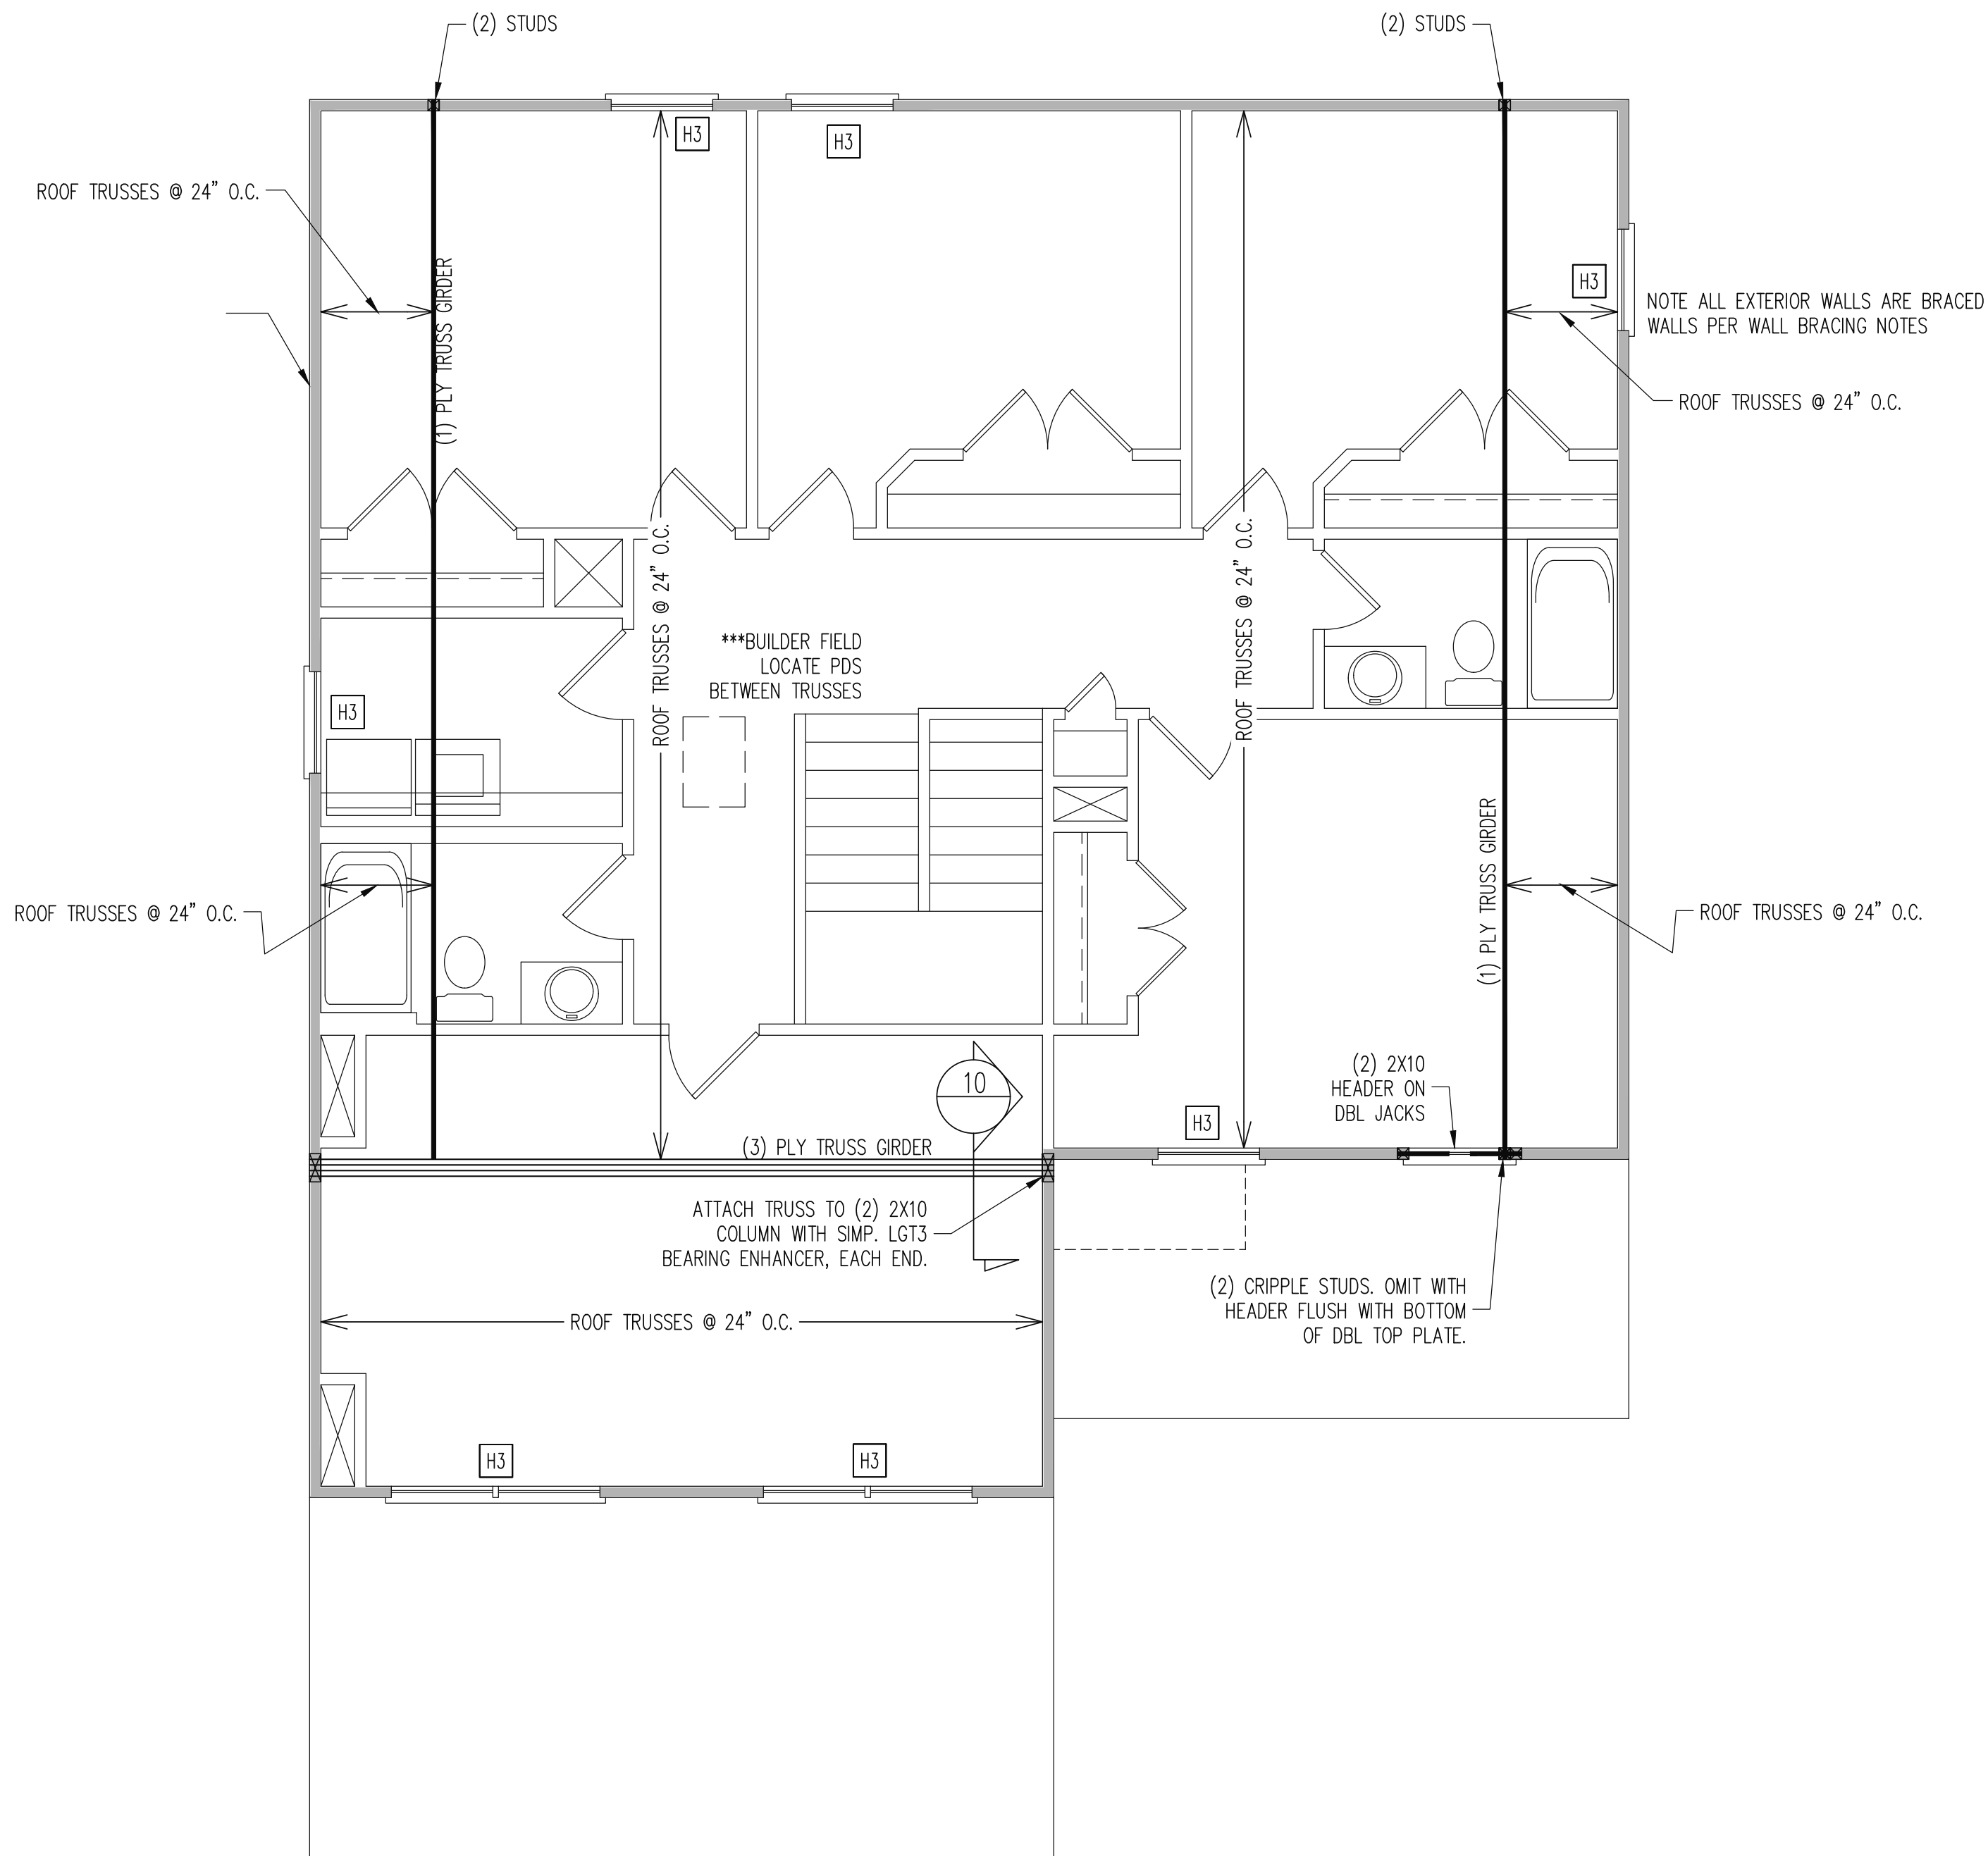 (2) STUDS
(2) STUDS
H3
H3
ROOF TRUSSES @ 24" O.C.
(1) PLY TRUSS GIRDER
H3
NOTE ALL EXTERIOR WALLS ARE BRACED
WALLS PER WALL BRACING NOTES
ROOF TRUSSES @ 24" O.C.
ROOF TRUSSES @ 24" O.C.
ROOF TRUSSES @ 24" O.C.
***BUILDER FIELD
LOCATE PDS
BETWEEN TRUSSES
H3
(1) PLY TRUSS GIRDER
ROOF TRUSSES @ 24" O.C.
ROOF TRUSSES @ 24" O.C.
10
(2) 2X10
HEADER ON
DBL JACKS
H3
(3) PLY TRUSS GIRDER
ATTACH TRUSS TO (2) 2X10
COLUMN WITH SIMP. LGT3
BEARING ENHANCER, EACH END.
(2) CRIPPLE STUDS. OMIT WITH
HEADER FLUSH WITH BOTTOM
OF DBL TOP PLATE.
ROOF TRUSSES @ 24" O.C.
H3
H3